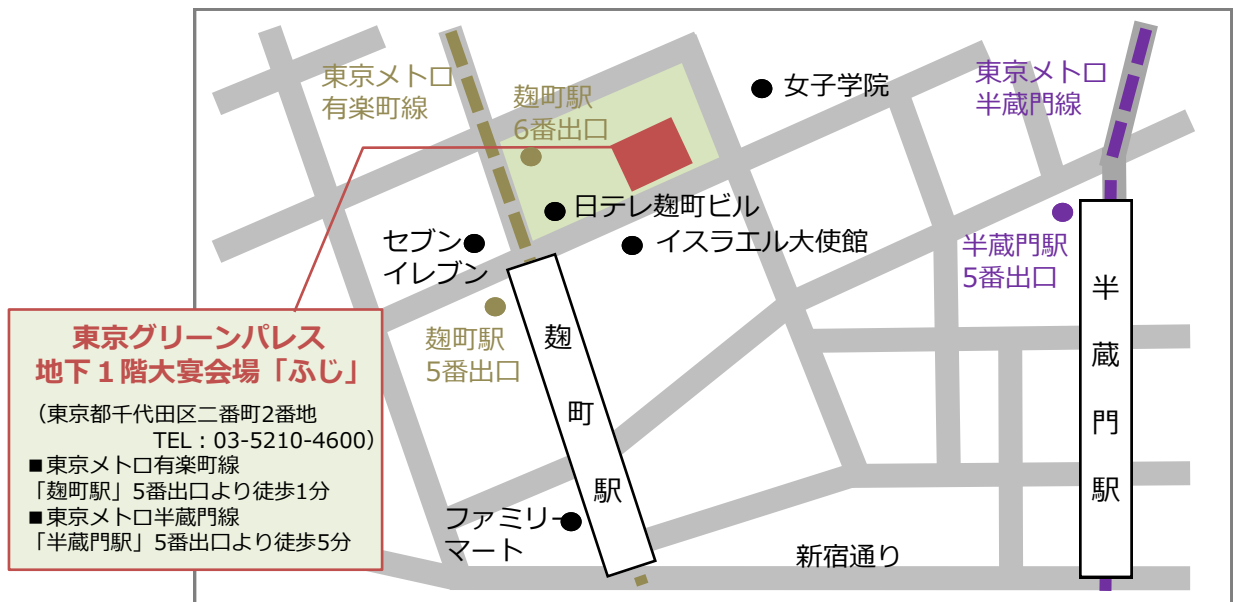 東京メトロ
有楽町線
麹町駅
6番出口
女子学院
東京メトロ
半蔵門線
日テレ麹町ビル
セブン
イレブン
イスラエル大使館
半蔵門駅
5番出口
麹町駅
5番出口
麹町駅
半蔵門駅
東京グリーンパレス
地下1階大宴会場「ふじ」
(東京都千代田区二番町2番地
TEL:03-5210-4600)
■東京メトロ有楽町線
「麹町駅」5番出口より徒歩1分
■東京メトロ半蔵門線
「半蔵門駅」5番出口より徒歩5分
ファミリー
マート
新宿通り